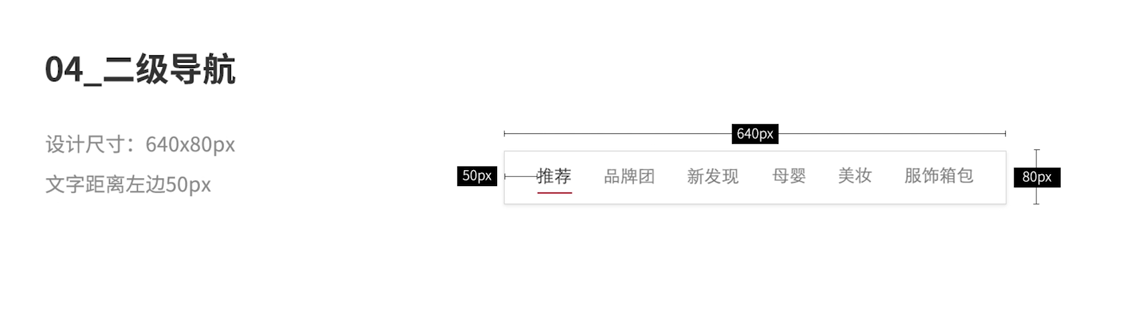 04_二级导航
设计尺寸：640x80px
文字距离左边50px
640px
50px
推荐 品牌团 新发现 母婴 美妆 服饰箱包
80px